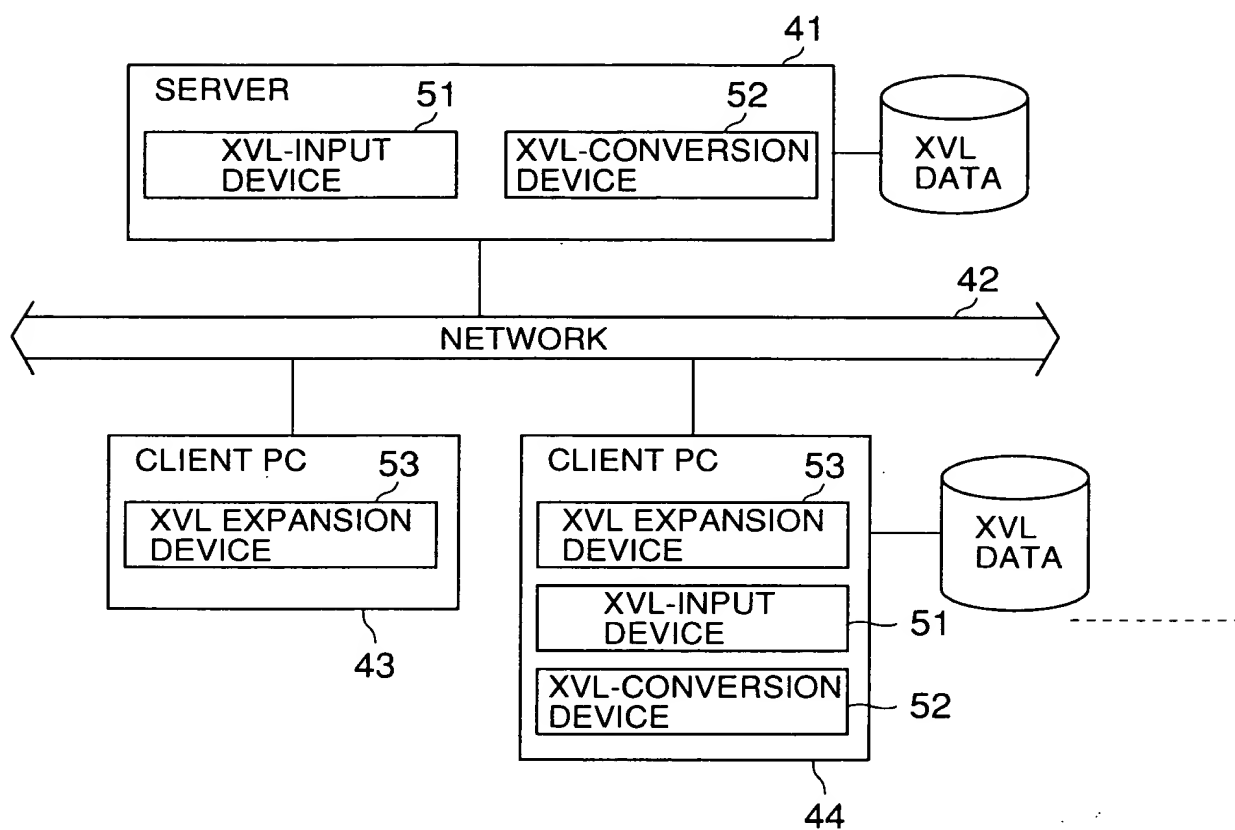 41
SERVER
51
52
XVL-INPUT
DEVICE
XVL-CONVERSION
DEVICE
XVL
DATA
42
NETWORK
CLIENT PC
53
XVL EXPANSION
DEVICE
43
CLIENT PC
53
XVL EXPANSION
DEVICE
XVL-INPUT
DEVICE
51
XVL-CONVERSION
DEVICE
52
44
XVL
DATA